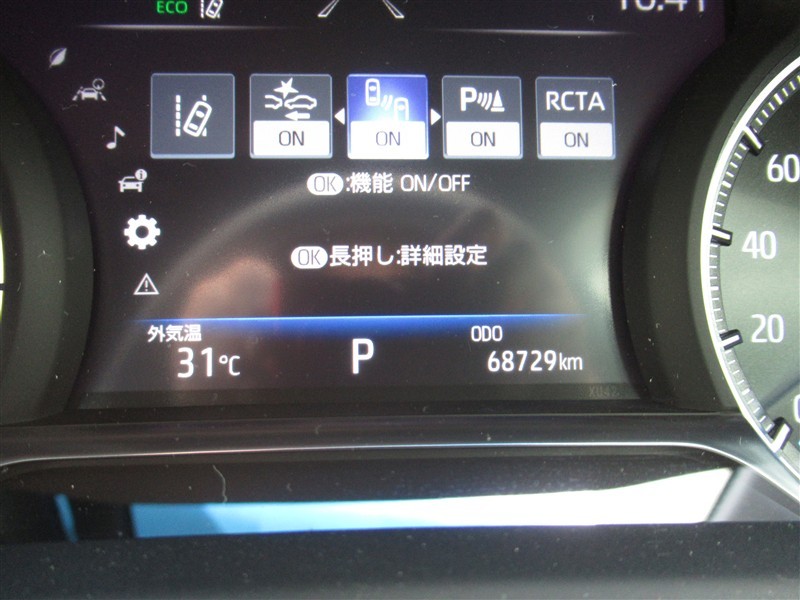 ECO
P RCTA
ON ON ON ON
OK:機能 ON/OFF
OK長押し:詳細設定
外気温 ODO
31℃ P 68729km
60
40
20